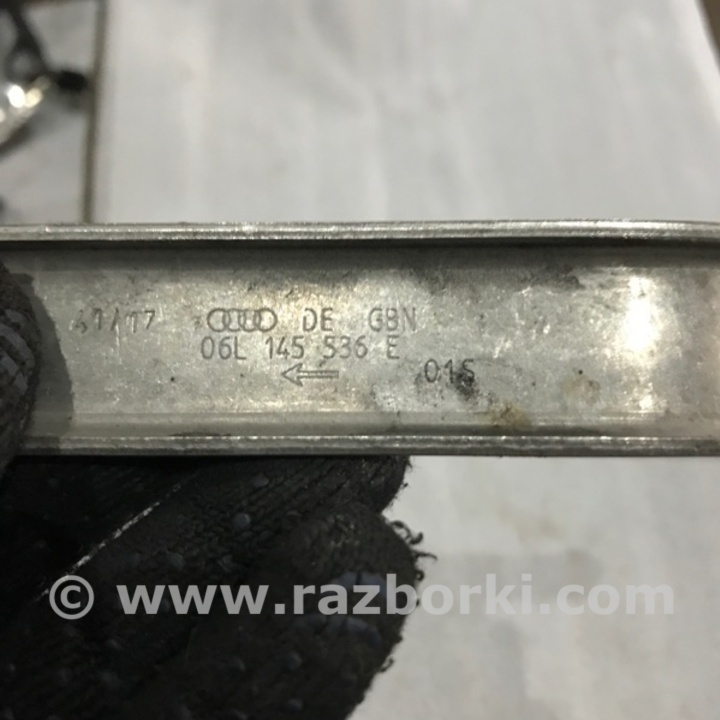 41/17 DE GBN
06L 145 536 E
01S
© www.razborki.com